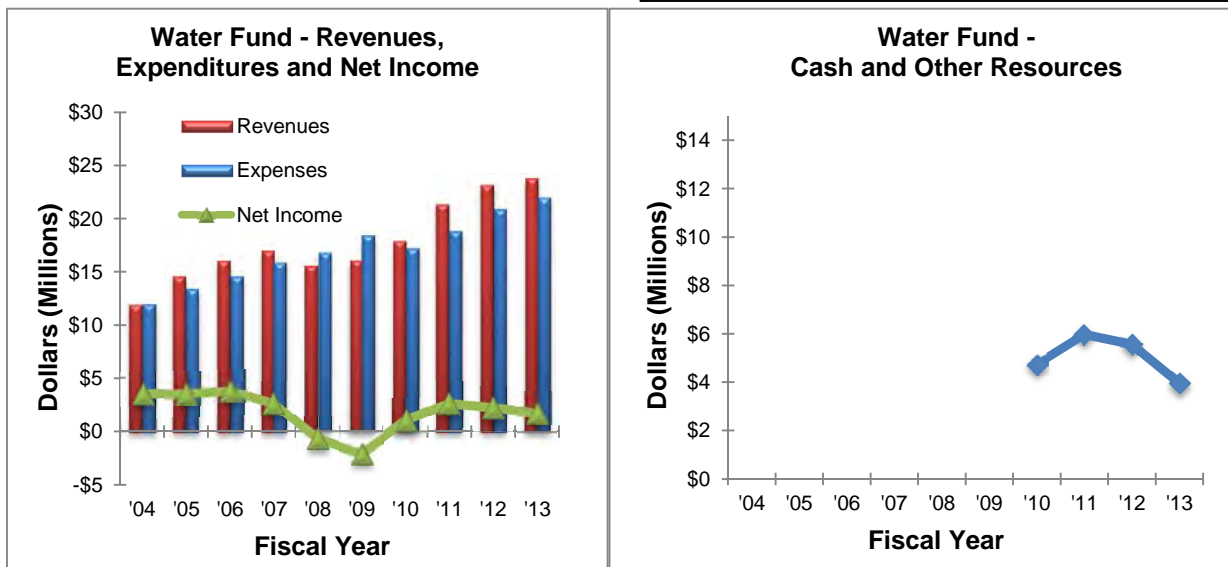 Water Fund - Revenues,
Expenditures and Net Income
$30
$25
$20
$15
$10
$5
$0
-$5
Dollars (Millions)
Revenues
Expenses
Net Income
'04 '05 '06 '07 '08 '09 '10 '11 '12 '13
Fiscal Year
Water Fund -
Cash and Other Resources
$14
$12
$10
$8
$6
$4
$2
$0
Dollars (Millions)
'04 '05 '06 '07 '08 '09 '10 '11 '12 '13
Fiscal Year